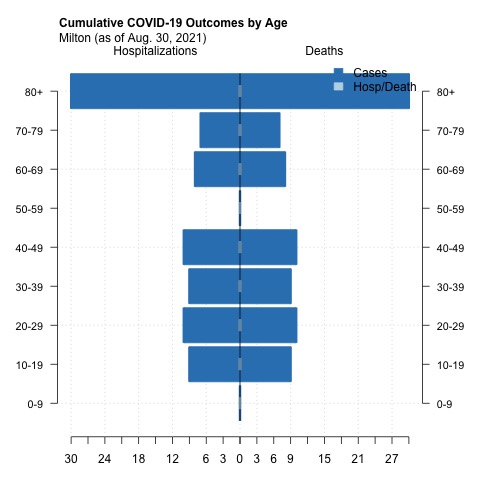 Cumulative COVID-19 Outcomes by Age
Milton (as of Aug. 30, 2021)
Hospitalizations Deaths
Cases
Hosp/Death
80+ 80+
70-79 70-79
60-69 60-69
50-59 50-59
40-49 40-49
30-39 30-39
20-29 20-29
10-19 10-19
0-9 0-9
30 24 18 12 6 3 0 3 6 9 15 21 27